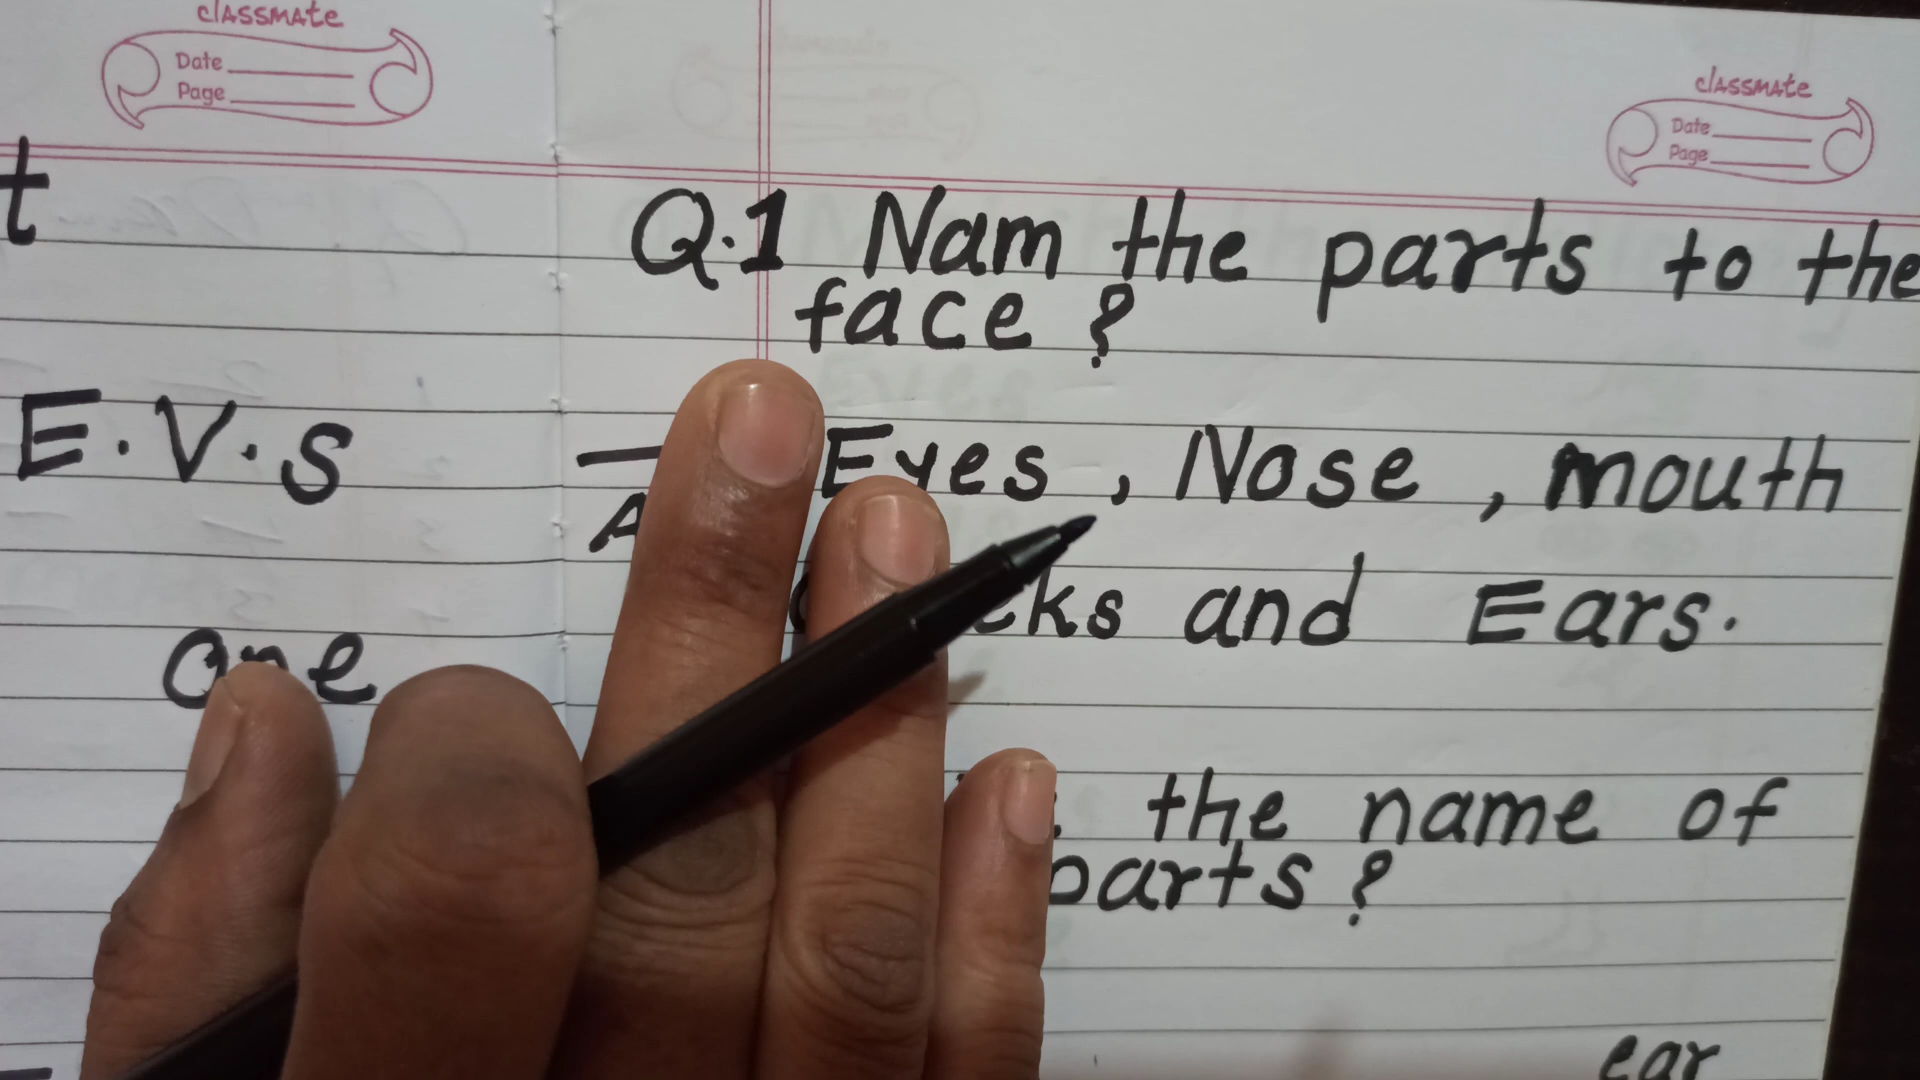 classmate
Date
Page
classmate
Date
Page
t
E.V.S
one
Q.1 Nam the parts to the
face ?
Eyes , Nose , mouth
and Ears.
the name of
parts ?
ear